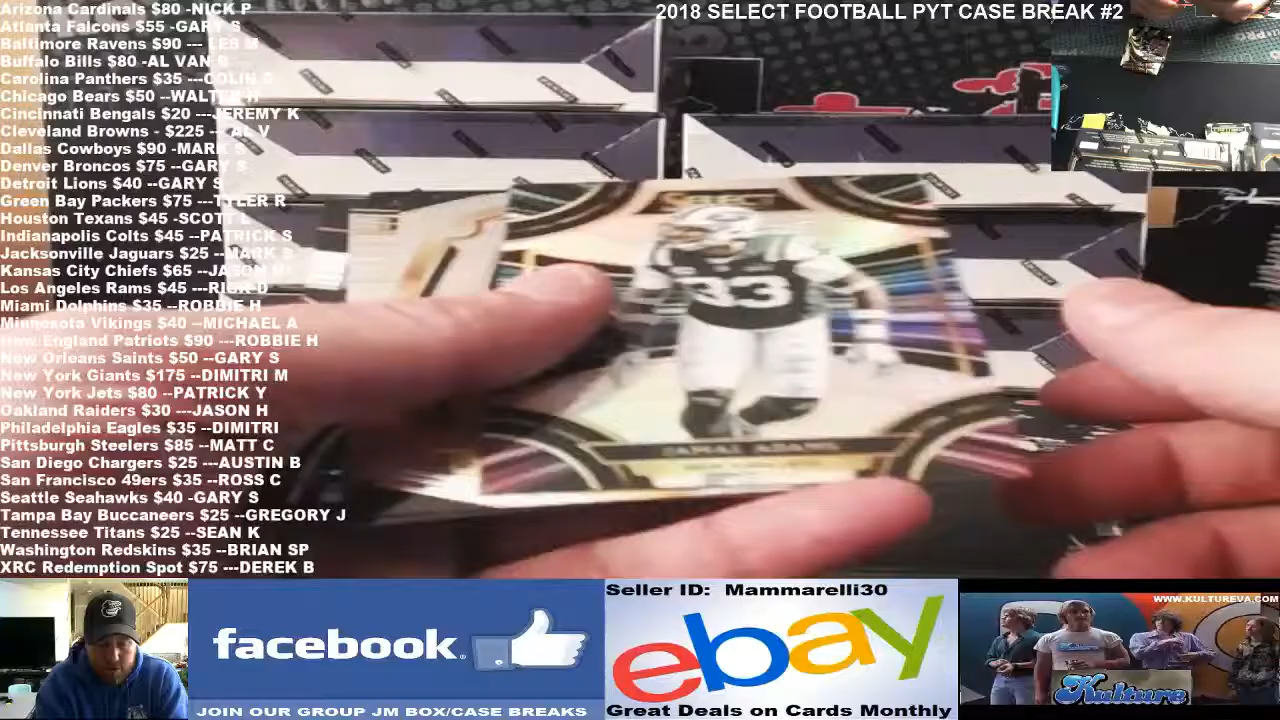 Arizona Cardinals $80 -NICK P
Atlanta Falcons $55 -GARY S
Baltimore Ravens $90 --- LES M
Buffalo Bills $80 -AL VAN
Carolina Panthers $35 ---COLIN
Chicago Bears $50 --WALTER H
Cincinnati Bengals $20 ---JEREMY K
Cleveland Browns - $225 ---AL V
Dallas Cowboys $90 -MARK S
Denver Broncos $75 --GARY S
Detroit Lions $40 --GARY S
Green Bay Packers $75 ---TYLER R
Houston Texans $45 -SCOTT L
Indianapolis Colts $45 --PATRICK S
Jacksonville Jaguars $25 --MARK
Kansas City Chiefs $65 --JASON
Los Angeles Rams $45 --RICK D
Miami Dolphins $35 --ROBBIE H
Minnesota Vikings $40 --MICHAEL A
New England Patriots $90 ---ROBBIE H
New Orleans Saints $50 --GARY S
New York Giants $175 --DIMITRI M
New York Jets $80 --PATRICK Y
Oakland Raiders $30 ---JASON H
Philadelphia Eagles $35 --DIMITRI
Pittsburgh Steelers $85 --MATT C
San Diego Chargers $25 ---AUSTIN B
San Francisco 49ers $35 --ROSS C
Seattle Seahawks $40 -GARY S
Tampa Bay Buccaneers $25 --GREGORY J
Tennessee Titans $25 --SEAN K
Washington Redskins $35 --BRIAN SP
XRC Redemption Spot $75 ---DEREK B
2018 SELECT FOOTBALL PYT CASE BREAK #2
SELECT
33
JAMAL ADAMS
facebook
JOIN OUR GROUP JM BOX/CASE BREAKS
Seller ID: Mammarelli30
ebay
Great Deals on Cards Monthly
WWW.KULTUREVA.COM
Kulture